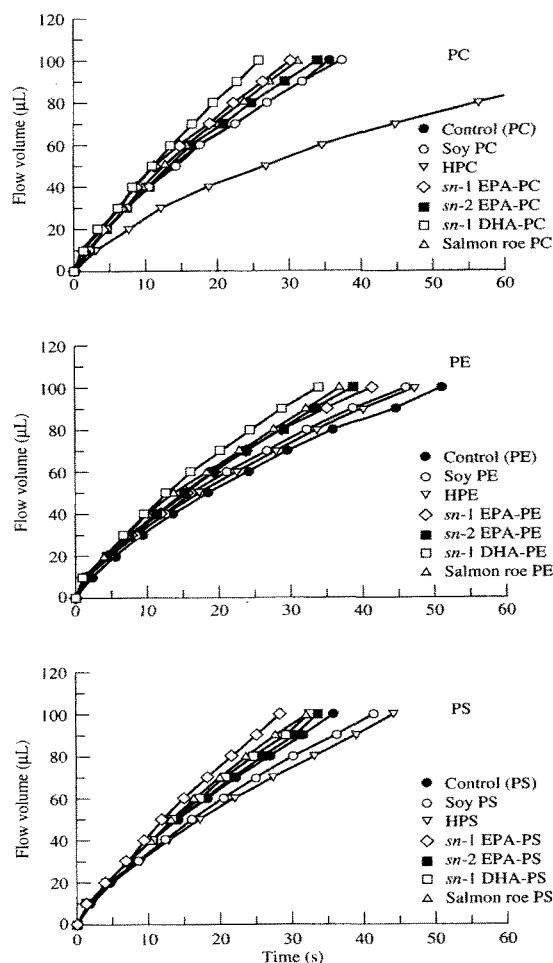 PC
Flow volume (µL)
120
100
80
60
40
20
0
0 10 20 30 40 50 60
Control (PC)
Soy PC
HPC
sn-1 EPA-PC
sn-2 EPA-PC
sn-1 DHA-PC
Salmon roe PC
PE
Flow volume (µL)
120
100
80
60
40
20
0
0 10 20 30 40 50 60
Control (PE)
Soy PE
HPE
sn-1 EPA-PE
sn-2 EPA-PE
sn-1 DHA-PE
Salmon roe PE
PS
Flow volume (µL)
120
100
80
60
40
20
0
0 10 20 30 40 50 60
Control (PS)
Soy PS
HPS
sn-1 EPA-PS
sn-2 EPA-PS
sn-1 DHA-PS
Salmon roe PS
Time (s)